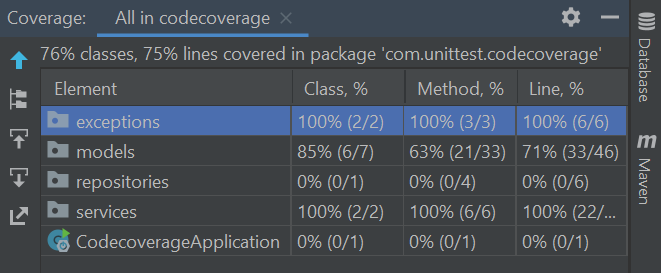 Coverage: All in codecoverage
76% classes, 75% lines covered in package 'com.unittest.codecoverage'
Element Class, % Method, % Line, %
exceptions 100% (2/2) 100% (3/3) 100% (6/6)
models 85% (6/7) 63% (21/33) 71% (33/46)
repositories 0% (0/1) 0% (0/4) 0% (0/6)
services 100% (2/2) 100% (6/6) 100% (22/...
CodecoverageApplication 0% (0/1) 0% (0/1) 0% (0/1)
Database
m Maven